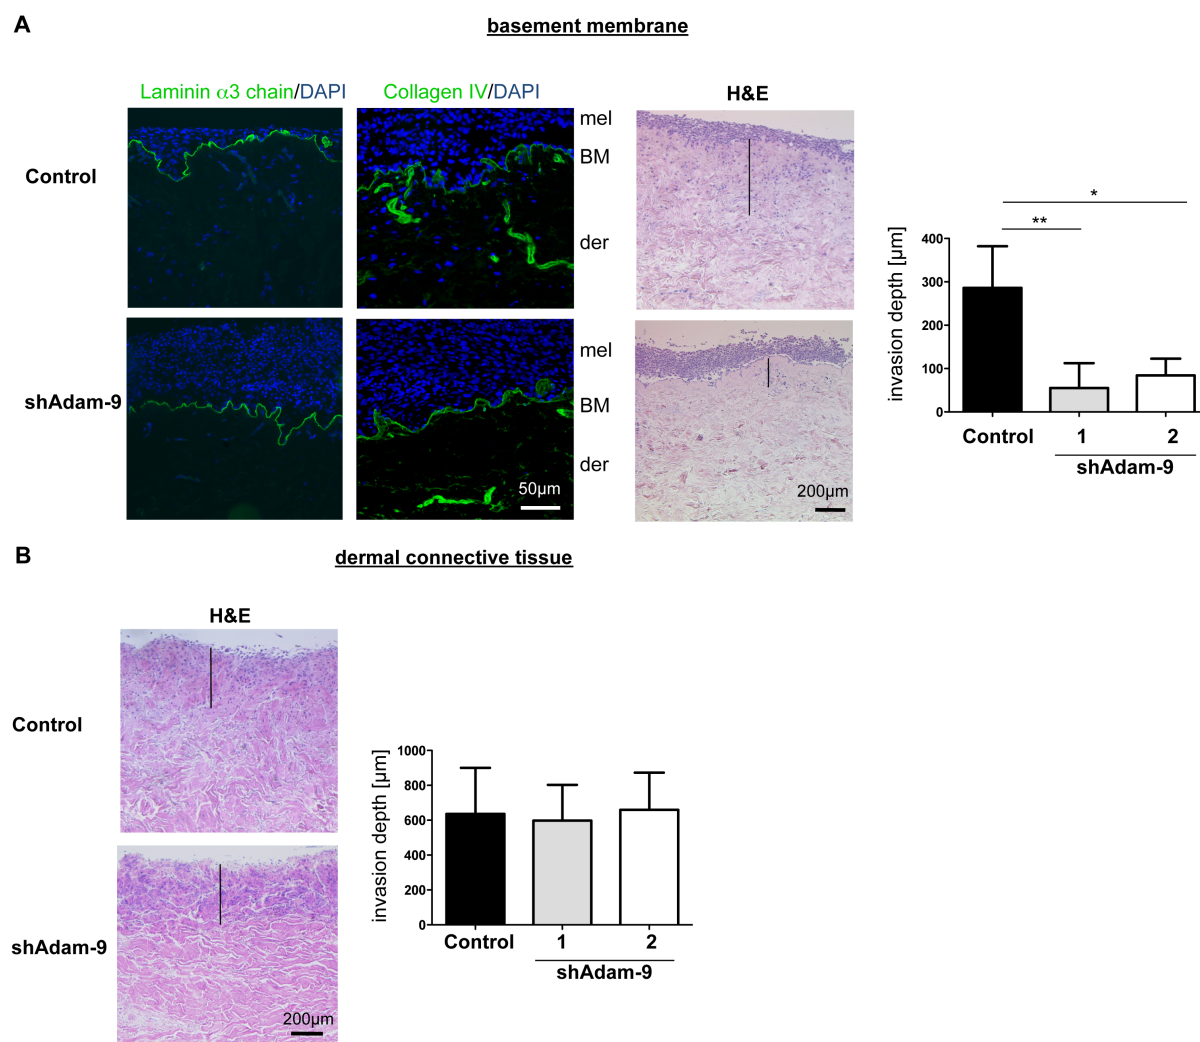 A
basement membrane
Laminin α3 chain/DAPI
Collagen IV/DAPI
H&E
Control
mel
BM
der
shAdam-9
mel
BM
der
50µm
200µm
*
**
400
300
200
100
0
invasion depth [µm]
Control
1
2
shAdam-9
B
dermal connective tissue
H&E
Control
shAdam-9
200µm
1000
800
600
400
200
0
invasion depth [µm]
Control
1
2
shAdam-9